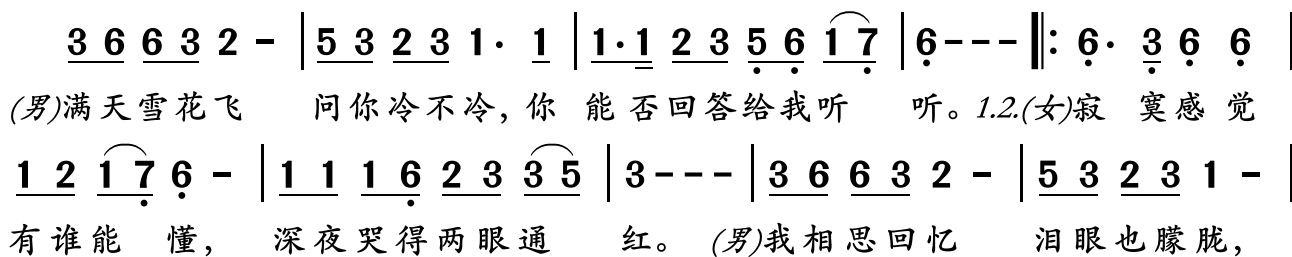 3 6 6 3 2 - | 5 3 2 3 1· 1 | 1·1 2 3 5 6 1 7 | 6 - - - ‖: 6· 3 6 6 |
(男)满天雪花飞 问你冷不冷,你 能否回答给我听 听。1.2.(女)寂 寞感觉
1 2 1 7 6 - | 1 1 1 6 2 3 3 5 | 3 - - - | 3 6 6 3 2 - | 5 3 2 3 1 - |
有谁能 懂, 深夜哭得两眼通 红。 (男)我相思回忆 泪眼也朦胧,